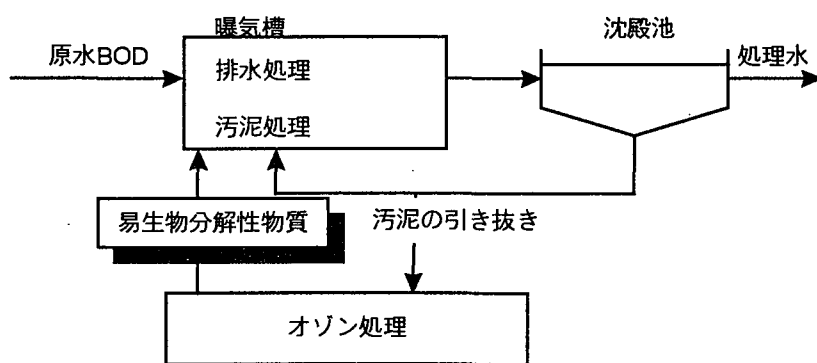 曝気槽
沈殿池
原水BOD
排水処理
処理水
汚泥処理
易生物分解性物質
汚泥の引き抜き
オゾン処理